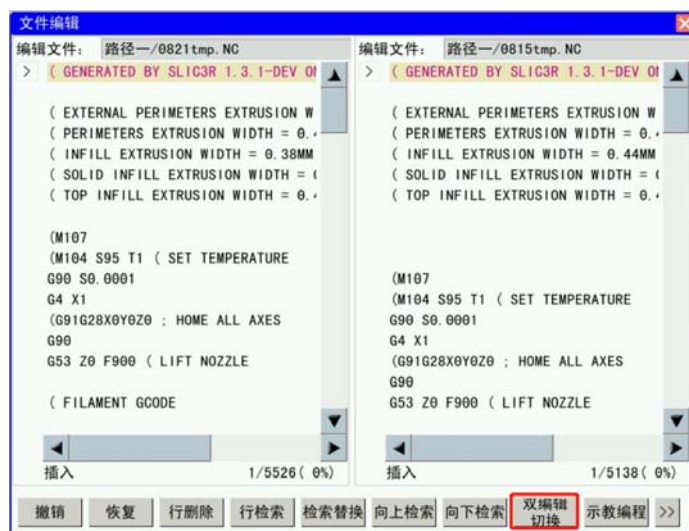 文件编辑
编辑文件： 路径一/0821tmp.NC
> ( GENERATED BY SLIC3R 1.3.1-DEV
( EXTERNAL PERIMETERS EXTRUSION W
( PERIMETERS EXTRUSION WIDTH = 0.
( INFILL EXTRUSION WIDTH = 0.38MM
( SOLID INFILL EXTRUSION WIDTH = (
( TOP INFILL EXTRUSION WIDTH = 0.
(M107
(M104 S95 T1 ( SET TEMPERATURE
G90 S0.0001
G4 X1
(G91G28X0Y0Z0 ; HOME ALL AXES
G90
G53 Z0 F900 ( LIFT NOZZLE
( FILAMENT GCODE
插入 1/5526( 0%)
编辑文件： 路径一/0815tmp.NC
> ( GENERATED BY SLIC3R 1.3.1-DEV
( EXTERNAL PERIMETERS EXTRUSION W
( PERIMETERS EXTRUSION WIDTH = 0.
( INFILL EXTRUSION WIDTH = 0.44MM
( SOLID INFILL EXTRUSION WIDTH = (
( TOP INFILL EXTRUSION WIDTH = 0.
(M107
(M104 S95 T1 ( SET TEMPERATURE
G90 S0.0001
G4 X1
(G91G28X0Y0Z0 ; HOME ALL AXES
G90
G53 Z0 F900 ( LIFT NOZZLE
插入 1/5138( 0%)
撤销 恢复 行删除 行检索 检索替换 向上检索 向下检索 双编辑切换 示教编程 >>